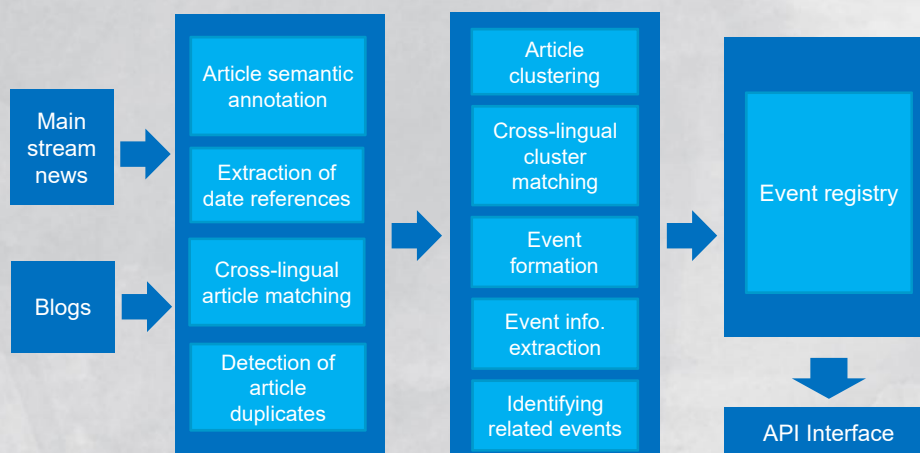 Main
stream
news
Blogs
Article semantic
annotation
Extraction of
date references
Cross-lingual
article matching
Detection of
article
duplicates
Article
clustering
Cross-lingual
cluster
matching
Event
formation
Event info.
extraction
Identifying
related events
Event registry
API Interface